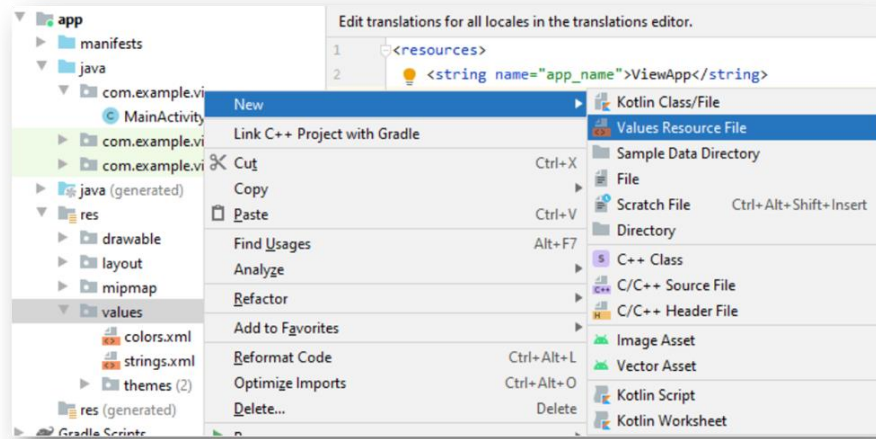 app
manifests
java
com.example.vi
MainActivity
com.example.vi
com.example.vi
java (generated)
res
drawable
layout
mipmap
values
colors.xml
strings.xml
themes (2)
res (generated)
Gradle Scripts
Edit translations for all locales in the translations editor.
1 <resources>
2 <string name="app_name">ViewApp</string>
New
Link C++ Project with Gradle
Cut Ctrl+X
Copy
Paste Ctrl+V
Find Usages Alt+F7
Analyze
Refactor
Add to Favorites
Reformat Code Ctrl+Alt+L
Optimize Imports Ctrl+Alt+O
Delete... Delete
Kotlin Class/File
Values Resource File
Sample Data Directory
File
Scratch File Ctrl+Alt+Shift+Insert
Directory
C++ Class
C/C++ Source File
C/C++ Header File
Image Asset
Vector Asset
Kotlin Script
Kotlin Worksheet